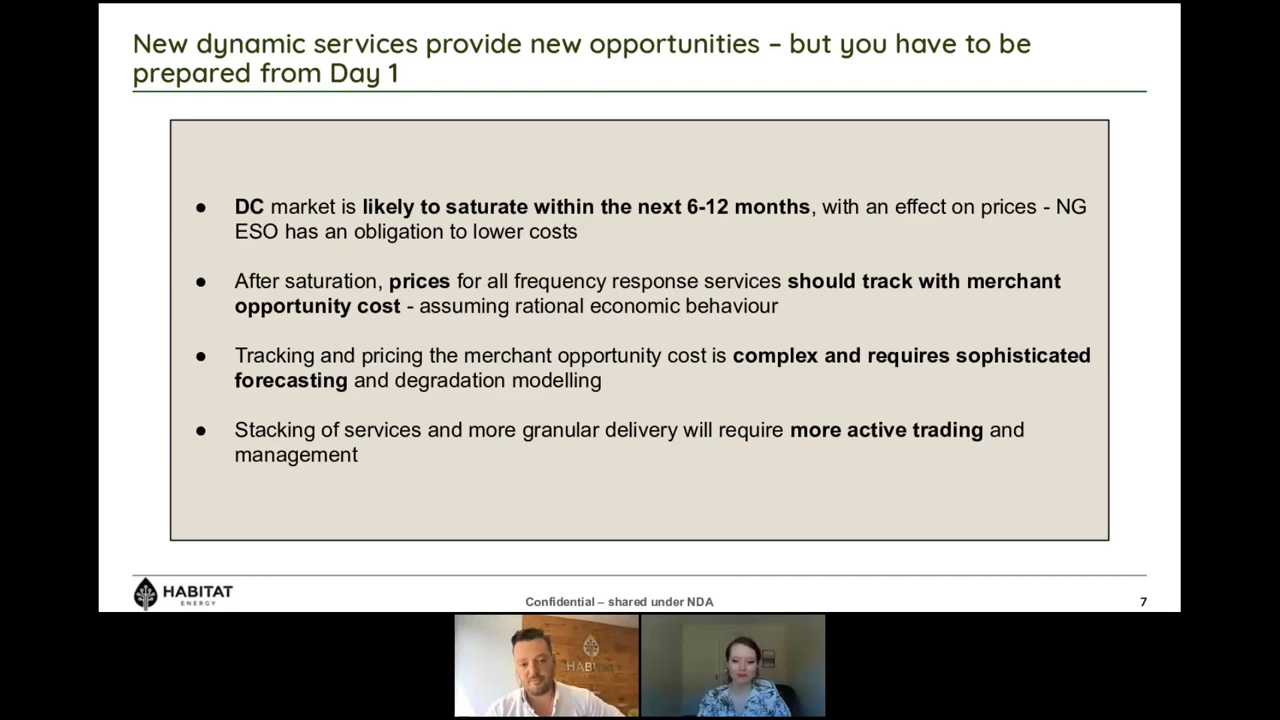 New dynamic services provide new opportunities – but you have to be
prepared from Day 1
● DC market is likely to saturate within the next 6-12 months, with an effect on prices - NG
ESO has an obligation to lower costs
● After saturation, prices for all frequency response services should track with merchant
opportunity cost - assuming rational economic behaviour
● Tracking and pricing the merchant opportunity cost is complex and requires sophisticated
forecasting and degradation modelling
● Stacking of services and more granular delivery will require more active trading and
management
HABITAT
ENERGY
Confidential – shared under NDA
7